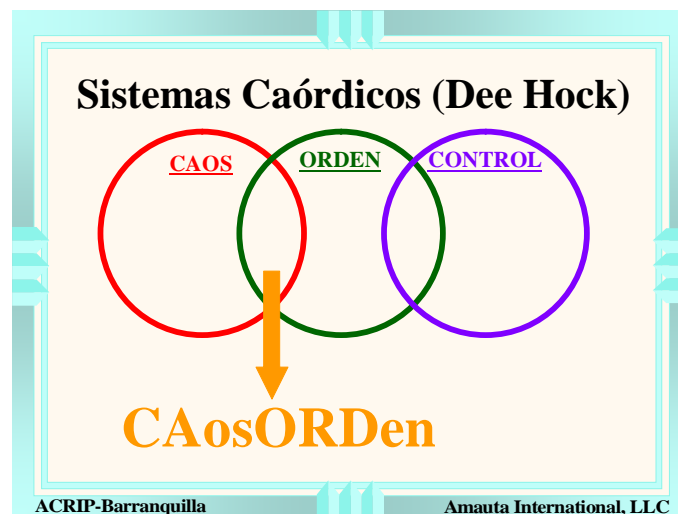 Sistemas Caórdicos (Dee Hock)
CAOS ORDEN CONTROL
CAosORDen
ACRIP-Barranquilla Amauta International, LLC